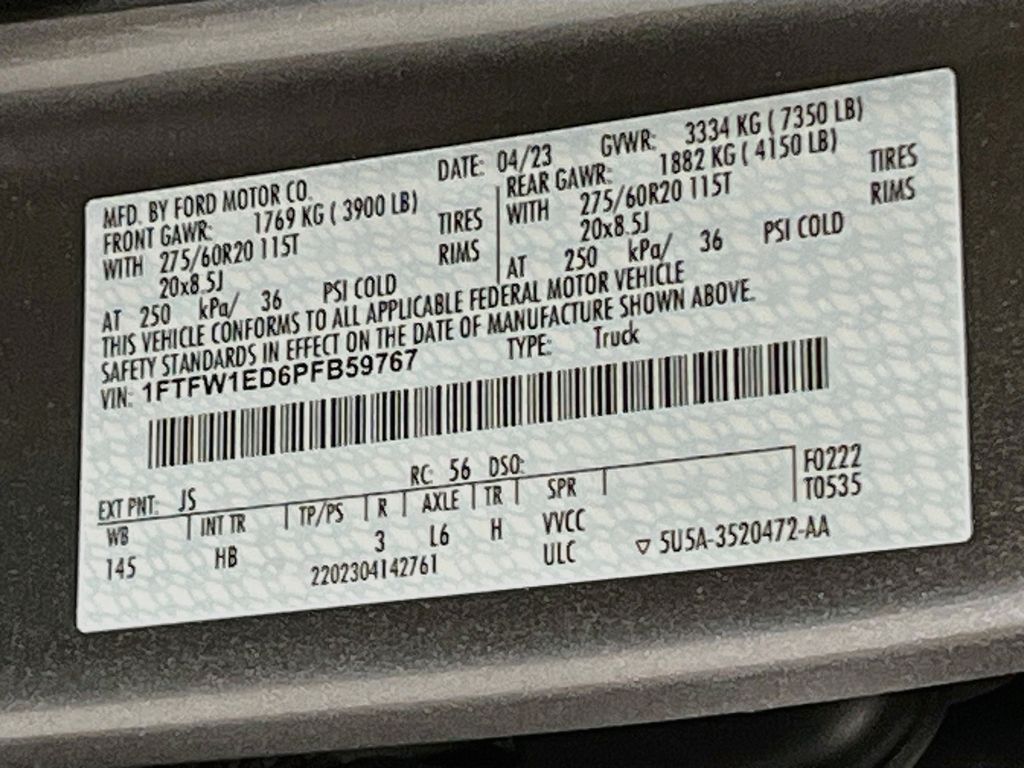 MFD. BY FORD MOTOR CO. DATE: 04/23 GVWR: 3334 KG ( 7350 LB)
FRONT GAWR: 1769 KG ( 3900 LB)
WITH 275/60R20 115T TIRES
20x8.5J RIMS
AT 250 kPa/ 36 PSI COLD
REAR GAWR: 1882 KG ( 4150 LB)
WITH 275/60R20 115T TIRES
20x8.5J RIMS
AT 250 kPa/ 36 PSI COLD
THIS VEHICLE CONFORMS TO ALL APPLICABLE FEDERAL MOTOR VEHICLE
SAFETY STANDARDS IN EFFECT ON THE DATE OF MANUFACTURE SHOWN ABOVE.
VIN: 1FTFW1ED6PFB59767 TYPE: Truck
EXT PNT: JS RC: 56 DSO:
WB INT TR TP/PS R AXLE TR SPR F0222
145 HB 3 L6 H VVCC T0535
2202304142761 ULC ▽ 5U5A-3520472-AA